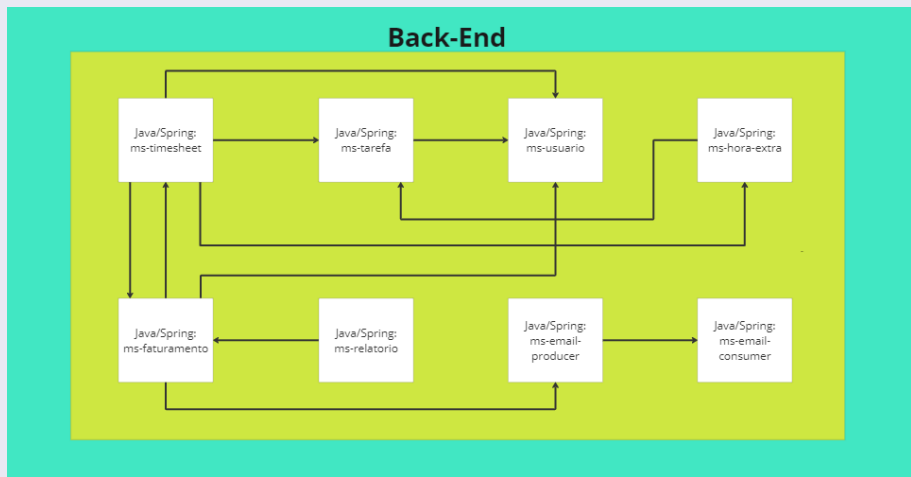 Back-End
Java/Spring:
ms-timesheet
Java/Spring:
ms-tarefa
Java/Spring:
ms-usuario
Java/Spring:
ms-hora-extra
Java/Spring:
ms-faturamento
Java/Spring:
ms-relatorio
Java/Spring:
ms-email-
producer
Java/Spring:
ms-email-
consumer